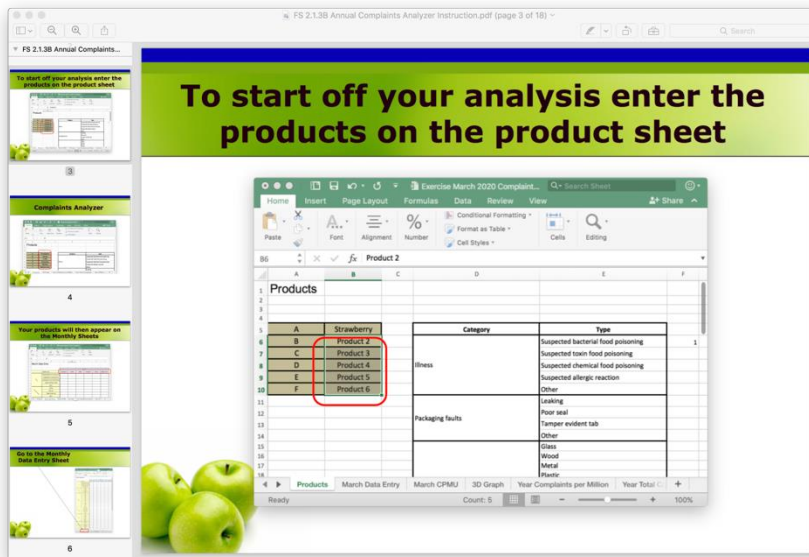 FS 2.1.3B Annual Complaints Analyzer Instruction.pdf (page 3 of 18)
Search
FS 2.1.3B Annual Complaints...
To start off your analysis enter the
products on the product sheet
3
Complaints Analyzer
4
Your products will then appear on
the Monthly Sheets
5
Go to the Monthly
Data Entry Sheet
6
To start off your analysis enter the
products on the product sheet
Exercise March 2020 Complaint...
Search Sheet
Home Insert Page Layout Formulas Data Review View Share
Paste Font Alignment Number Conditional Formatting Format as Table Cell Styles Cells Editing
B6 fx Product 2
A B C D E F
1 Products
2
3
4
5 A Strawberry Category Type
6 B Product 2 Suspected bacterial food poisoning 1
7 C Product 3 Suspected toxin food poisoning
8 D Product 4 Illness Suspected chemical food poisoning
9 E Product 5 Suspected allergic reaction
10 F Product 6 Other
11 Leaking
12 Poor seal
13 Packaging faults Tamper evident tab
14 Other
15 Glass
16 Wood
17 Metal
18 Plastic
Products March Data Entry March CPMU 3D Graph Year Complaints per Million Year Total C
Ready Count: 5 100%